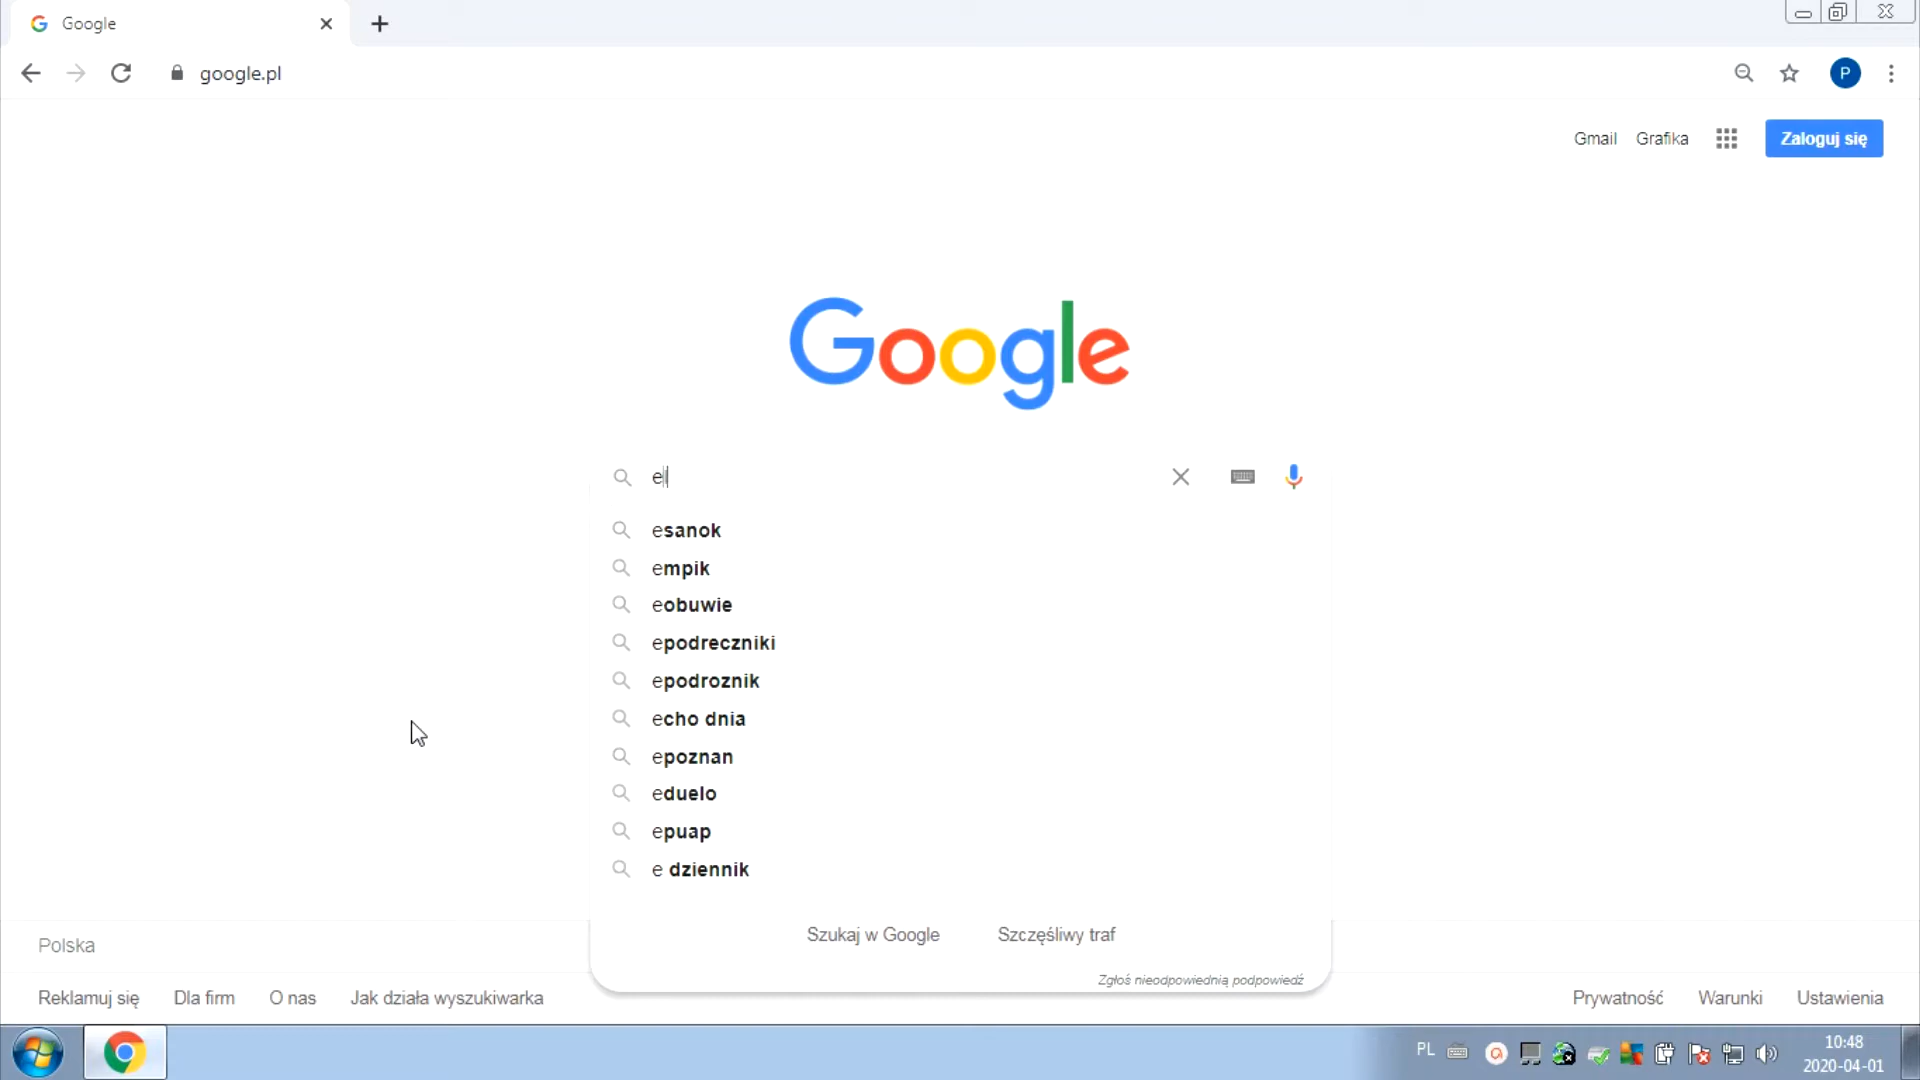 Google
google.pl
P
Gmail Grafika Zaloguj się
Google
el
esanok
empik
eobuwie
epodreczniki
epodroznik
echo dnia
epoznan
eduelo
epuap
e dziennik
Szukaj w Google Szczęśliwy traf
Zgłoś nieodpowiednią podpowiedź
Polska
Reklamuj się Dla firm O nas Jak działa wyszukiwarka Prywatność Warunki Ustawienia
PL 10:48
2020-04-01